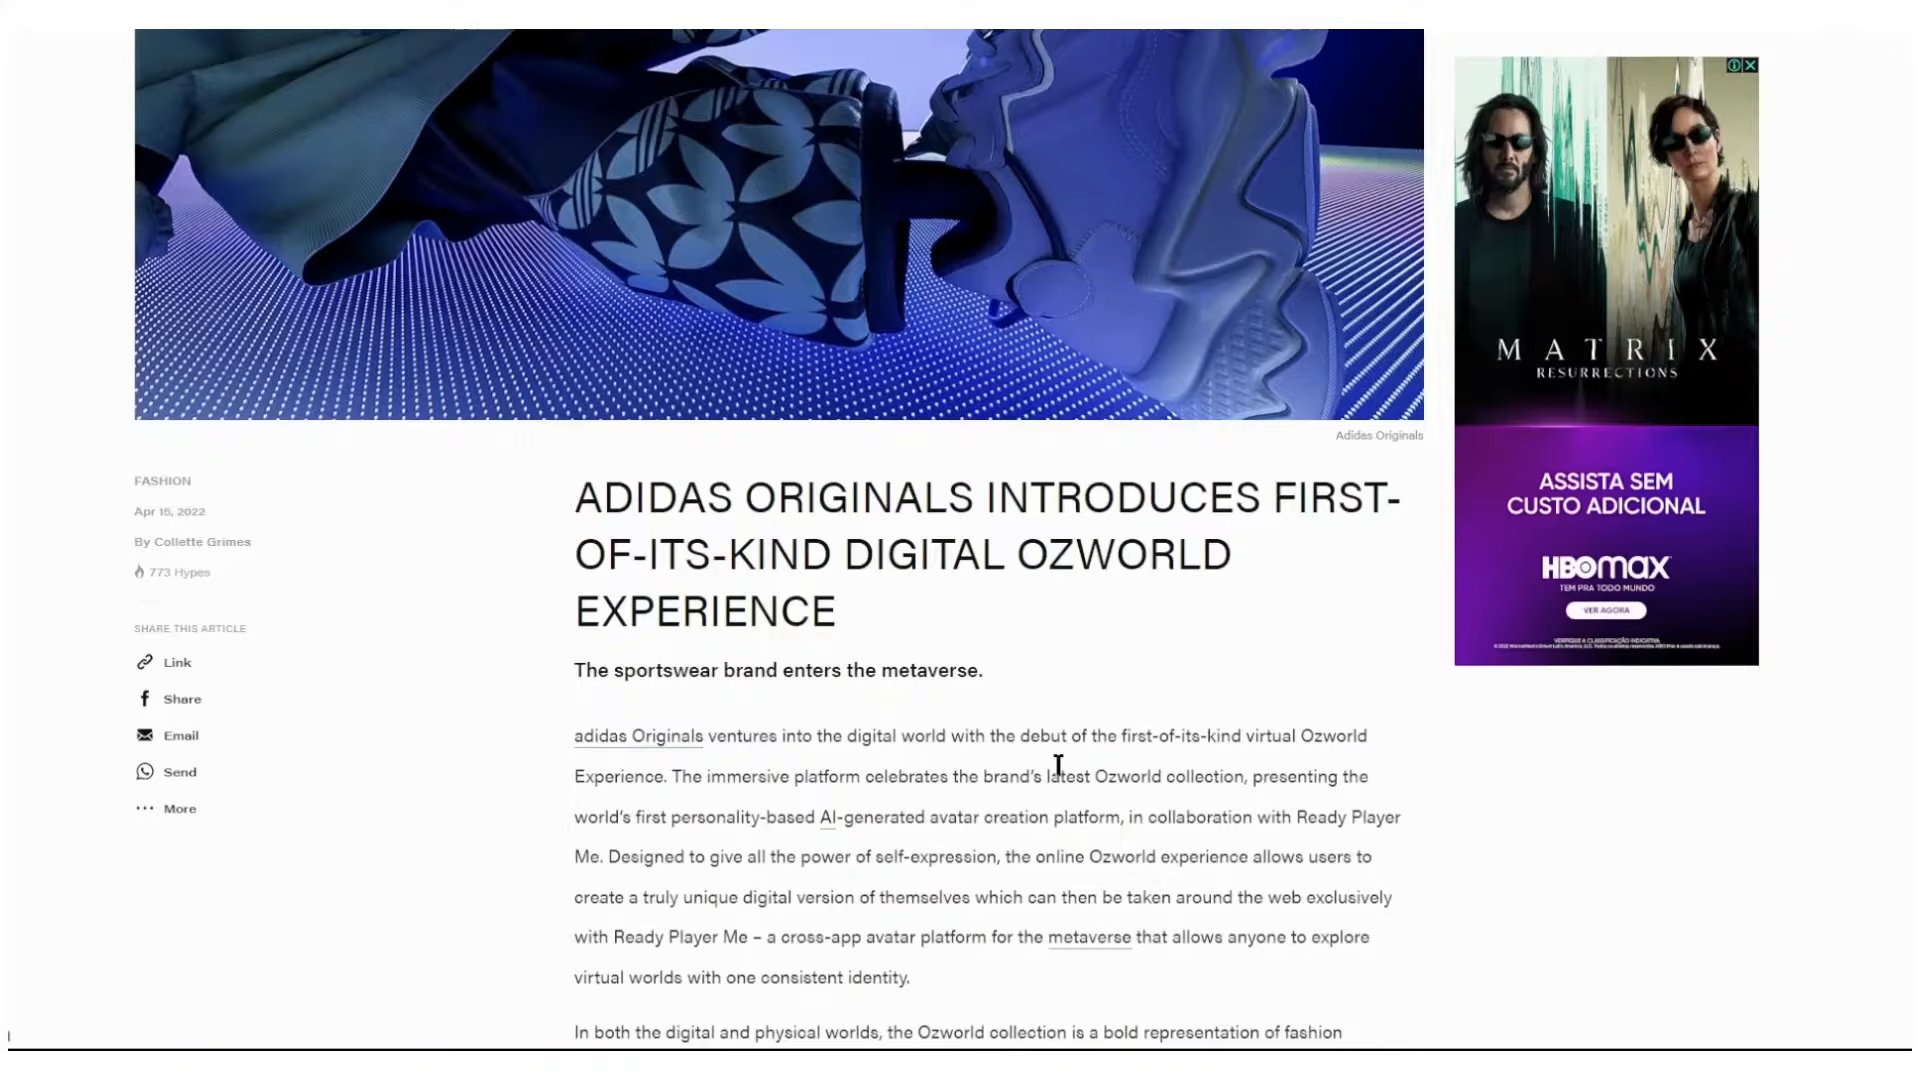 Adidas Originals
FASHION
Apr 15, 2022
By Collette Grimes
773 Hypes
SHARE THIS ARTICLE
Link
Share
Email
Send
More
ADIDAS ORIGINALS INTRODUCES FIRST-
OF-ITS-KIND DIGITAL OZWORLD
EXPERIENCE
The sportswear brand enters the metaverse.
adidas Originals ventures into the digital world with the debut of the first-of-its-kind virtual Ozworld
Experience. The immersive platform celebrates the brand's latest Ozworld collection, presenting the
world's first personality-based AI-generated avatar creation platform, in collaboration with Ready Player
Me. Designed to give all the power of self-expression, the online Ozworld experience allows users to
create a truly unique digital version of themselves which can then be taken around the web exclusively
with Ready Player Me – a cross-app avatar platform for the metaverse that allows anyone to explore
virtual worlds with one consistent identity.
In both the digital and physical worlds, the Ozworld collection is a bold representation of fashion
MATRIX
RESURRECTIONS
ASSISTA SEM
CUSTO ADICIONAL
HBOMAX
TEM PRA TODO MUNDO
VER AGORA
VERIFIQUE A CLASSIFICAÇÃO INDICATIVA